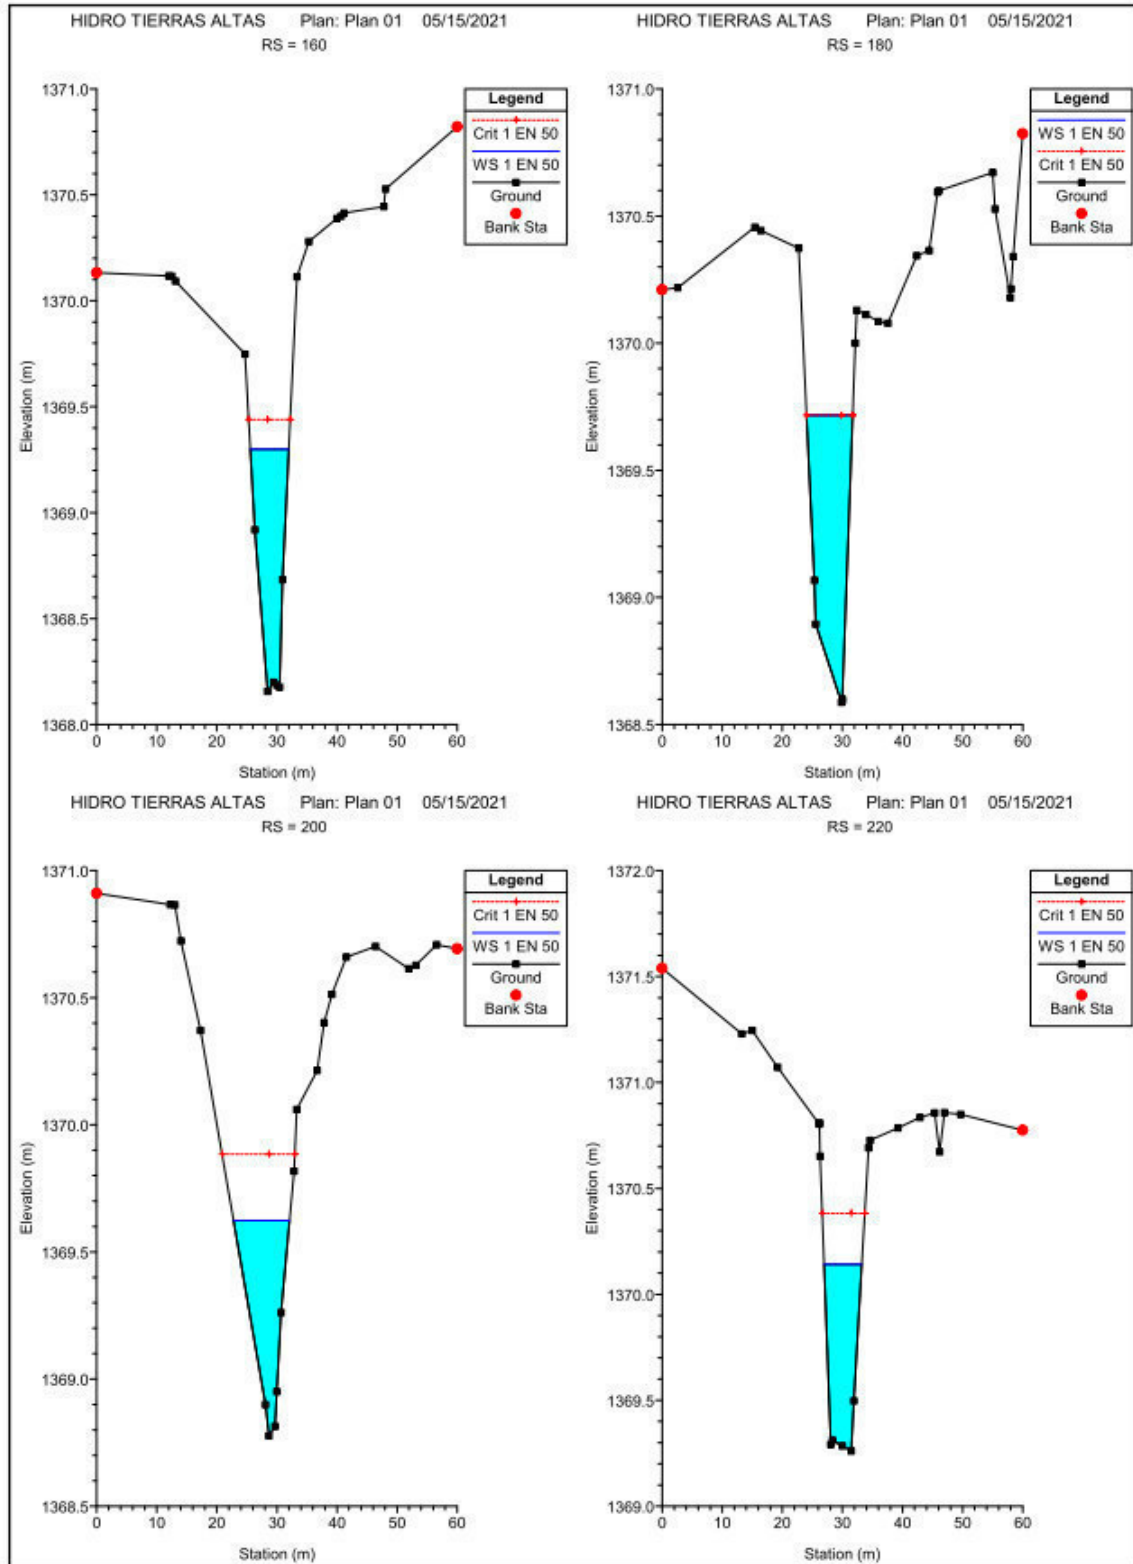 HIDRO TIERRAS ALTAS Plan: Plan 01 05/15/2021
RS = 160
Legend
Crit 1 EN 50
WS 1 EN 50
Ground
Bank Sta
1371.0
1370.5
1370.0
1369.5
1369.0
1368.5
1368.0
Elevation (m)
0 10 20 30 40 50 60
Station (m)
HIDRO TIERRAS ALTAS Plan: Plan 01 05/15/2021
RS = 180
Legend
WS 1 EN 50
Crit 1 EN 50
Ground
Bank Sta
1371.0
1370.5
1370.0
1369.5
1369.0
1368.5
Elevation (m)
0 10 20 30 40 50 60
Station (m)
HIDRO TIERRAS ALTAS Plan: Plan 01 05/15/2021
RS = 200
Legend
Crit 1 EN 50
WS 1 EN 50
Ground
Bank Sta
1371.0
1370.5
1370.0
1369.5
1369.0
1368.5
Elevation (m)
0 10 20 30 40 50 60
Station (m)
HIDRO TIERRAS ALTAS Plan: Plan 01 05/15/2021
RS = 220
Legend
Crit 1 EN 50
WS 1 EN 50
Ground
Bank Sta
1372.0
1371.5
1371.0
1370.5
1370.0
1369.5
1369.0
Elevation (m)
0 10 20 30 40 50 60
Station (m)